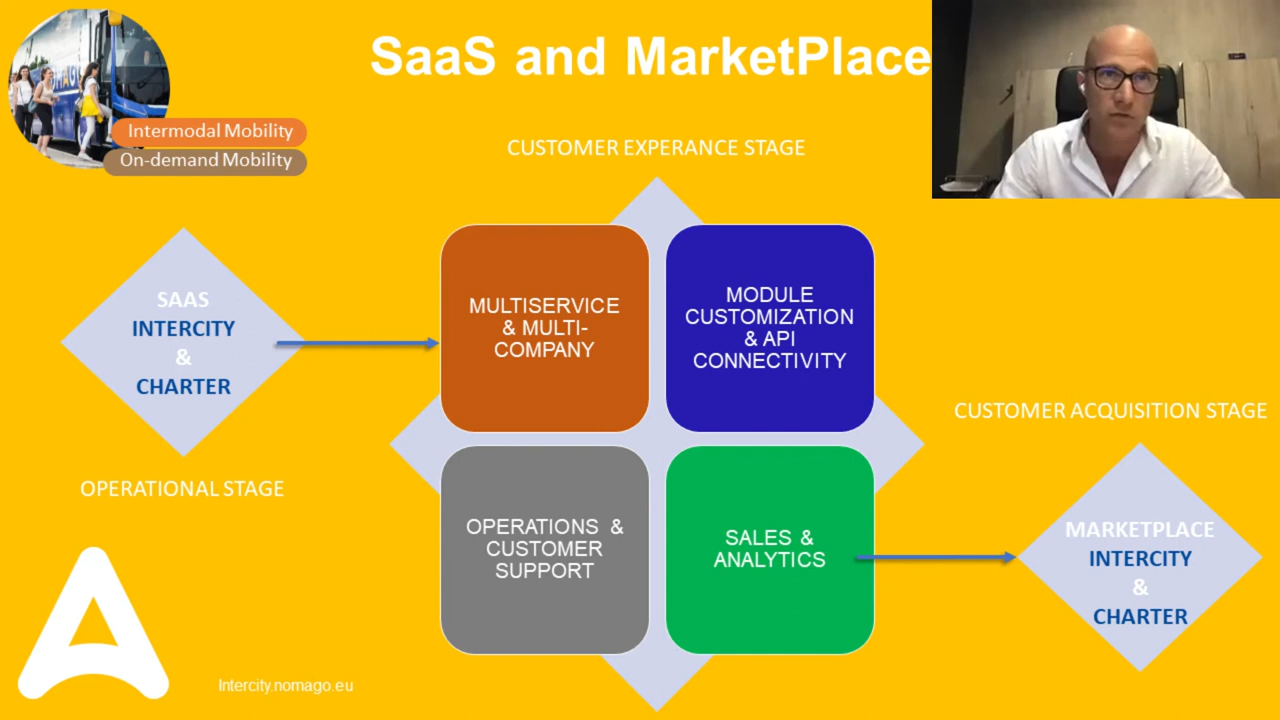 SaaS and MarketPlace
Intermodal Mobility
On-demand Mobility
CUSTOMER EXPERANCE STAGE
SAAS
INTERCITY
&
CHARTER
OPERATIONAL STAGE
MULTISERVICE
& MULTI-
COMPANY
MODULE
CUSTOMIZATION
& API
CONNECTIVITY
OPERATIONS &
CUSTOMER
SUPPORT
SALES &
ANALYTICS
CUSTOMER ACQUISITION STAGE
MARKETPLACE
INTERCITY
&
CHARTER
Intercity.nomago.eu